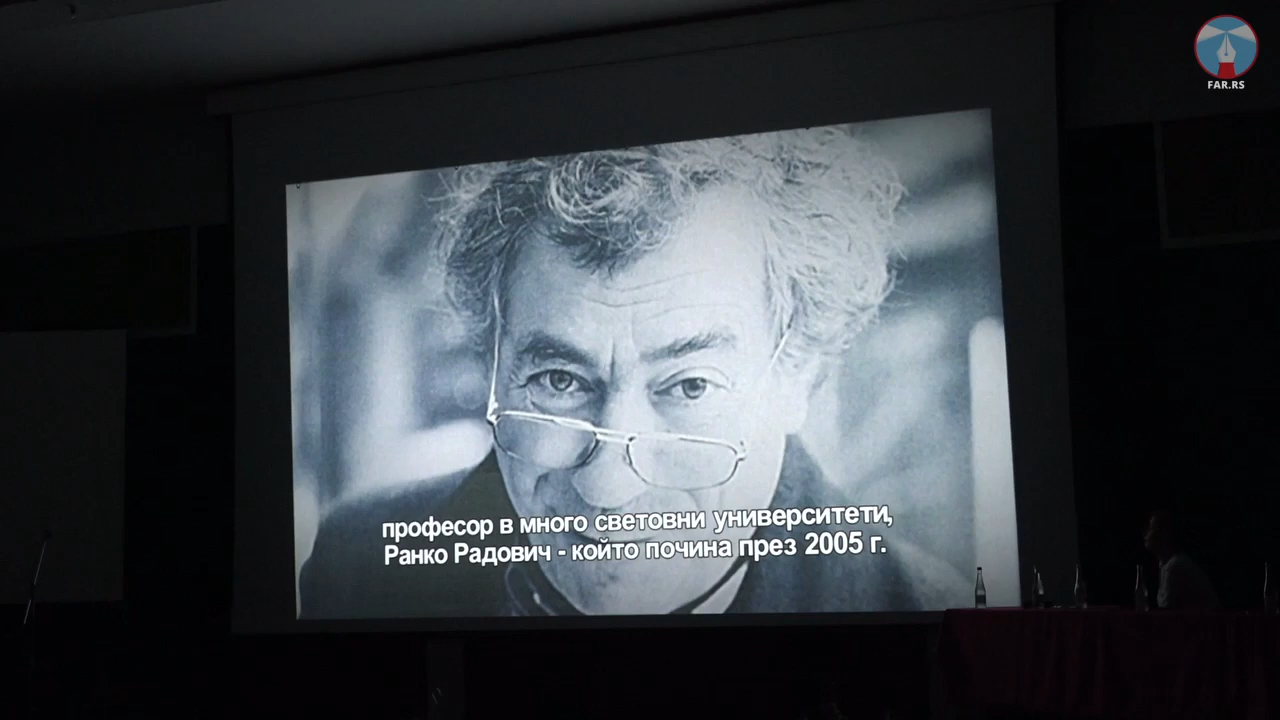 FAR.RS
професор в много световни университети,
Ранко Радович - който почина през 2005 г.